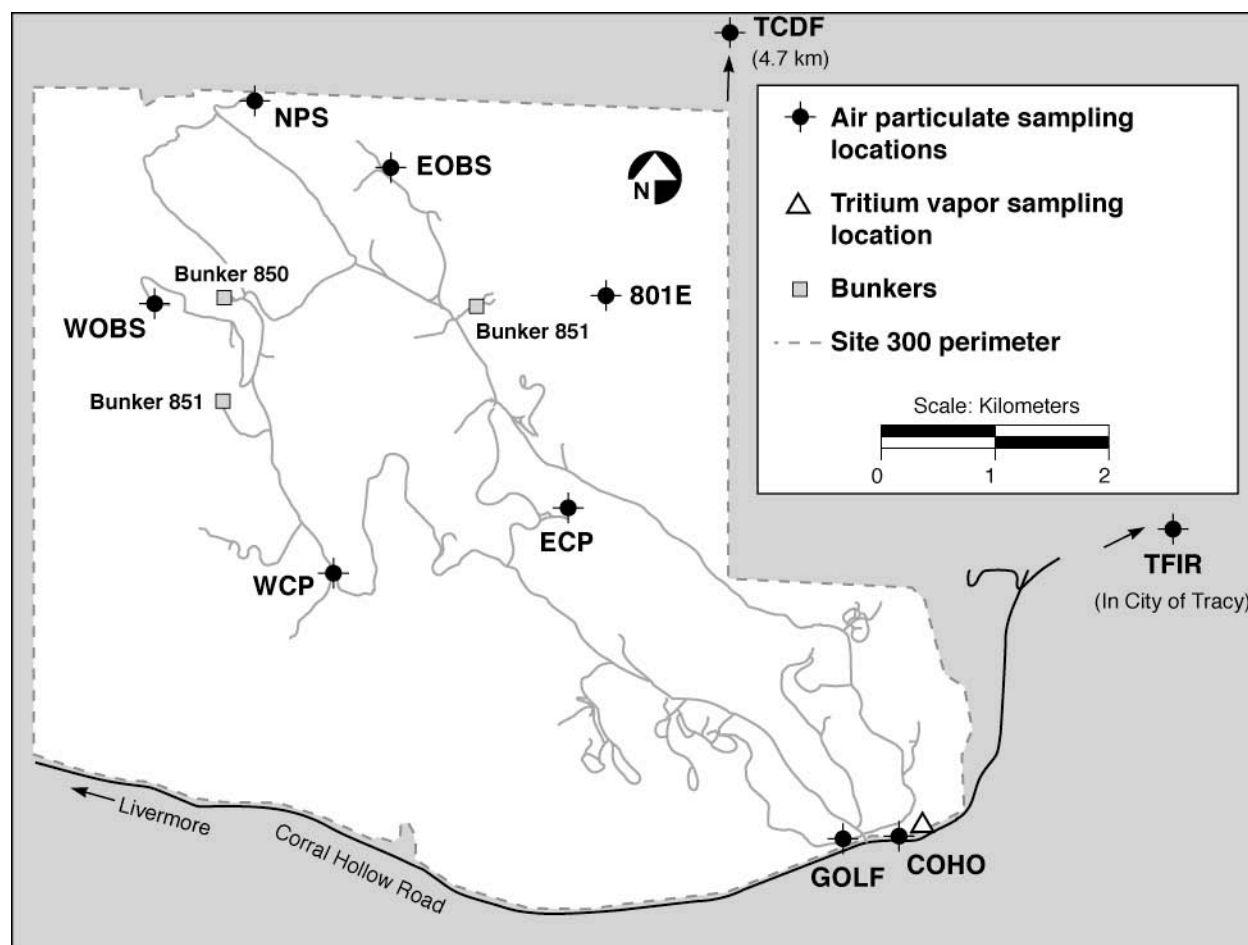 TCDF
(4.7 km)
NPS
EOBS
N
Air particulate sampling
locations
Tritium vapor sampling
location
Bunkers
Site 300 perimeter
Scale: Kilometers
0 1 2
Bunker 850
WOBS
801E
Bunker 851
Bunker 851
ECP
WCP
TFIR
(In City of Tracy)
Livermore
Corral Hollow Road
GOLF
COHO